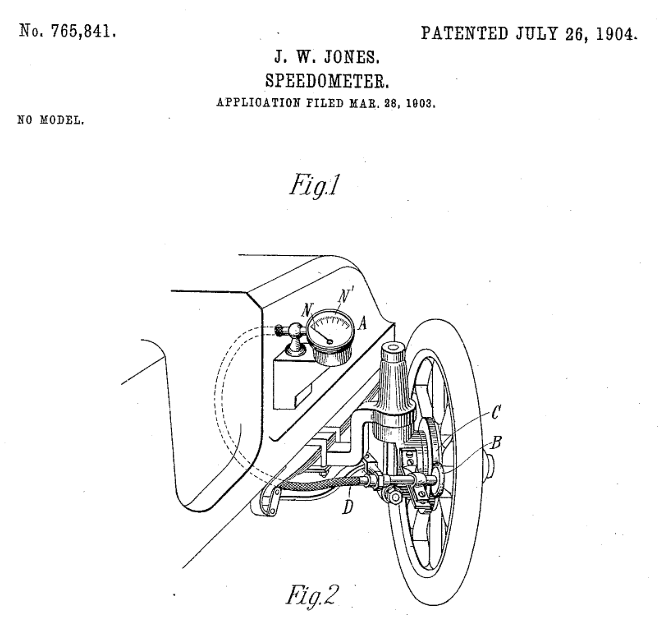 No. 765,841.
PATENTED JULY 26, 1904.
J. W. JONES.
SPEEDOMETER.
APPLICATION FILED MAR. 28, 1903.
NO MODEL.
Fig.1
N
N'
A
C
B
D
Fig.2